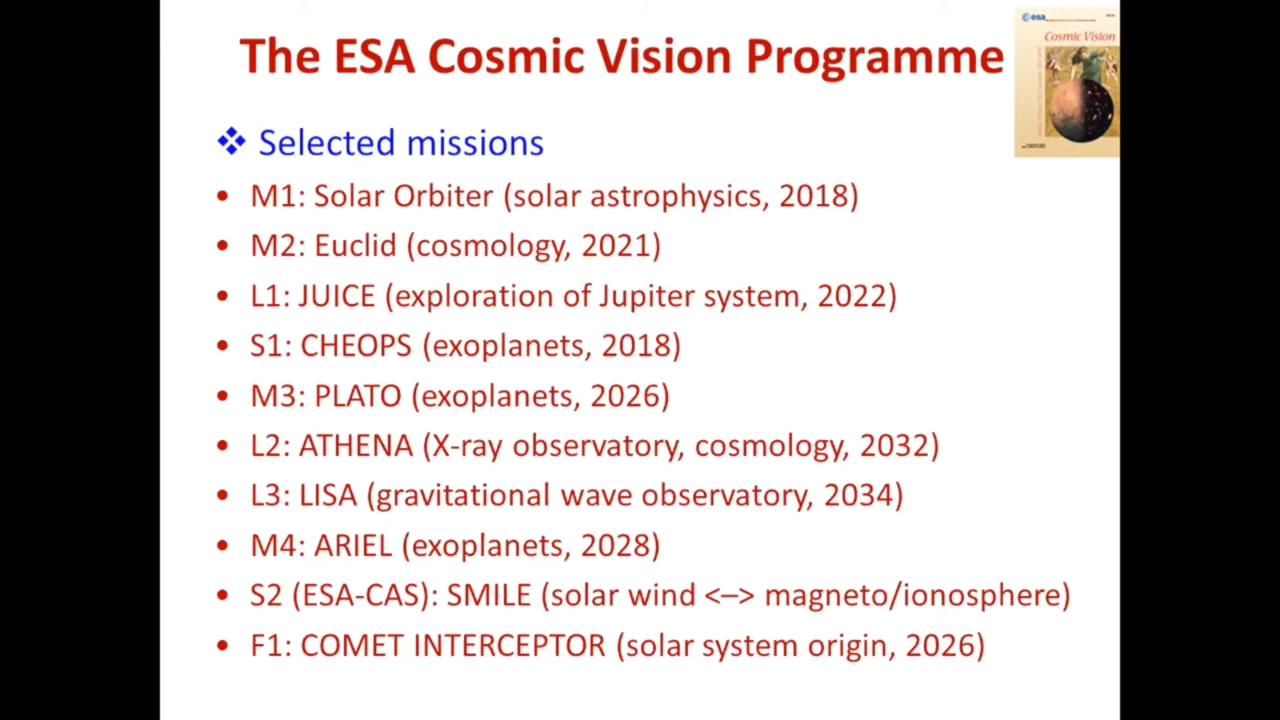 The ESA Cosmic Vision Programme
esa
Cosmic Vision
❖ Selected missions
• M1: Solar Orbiter (solar astrophysics, 2018)
• M2: Euclid (cosmology, 2021)
• L1: JUICE (exploration of Jupiter system, 2022)
• S1: CHEOPS (exoplanets, 2018)
• M3: PLATO (exoplanets, 2026)
• L2: ATHENA (X-ray observatory, cosmology, 2032)
• L3: LISA (gravitational wave observatory, 2034)
• M4: ARIEL (exoplanets, 2028)
• S2 (ESA-CAS): SMILE (solar wind <–> magneto/ionosphere)
• F1: COMET INTERCEPTOR (solar system origin, 2026)